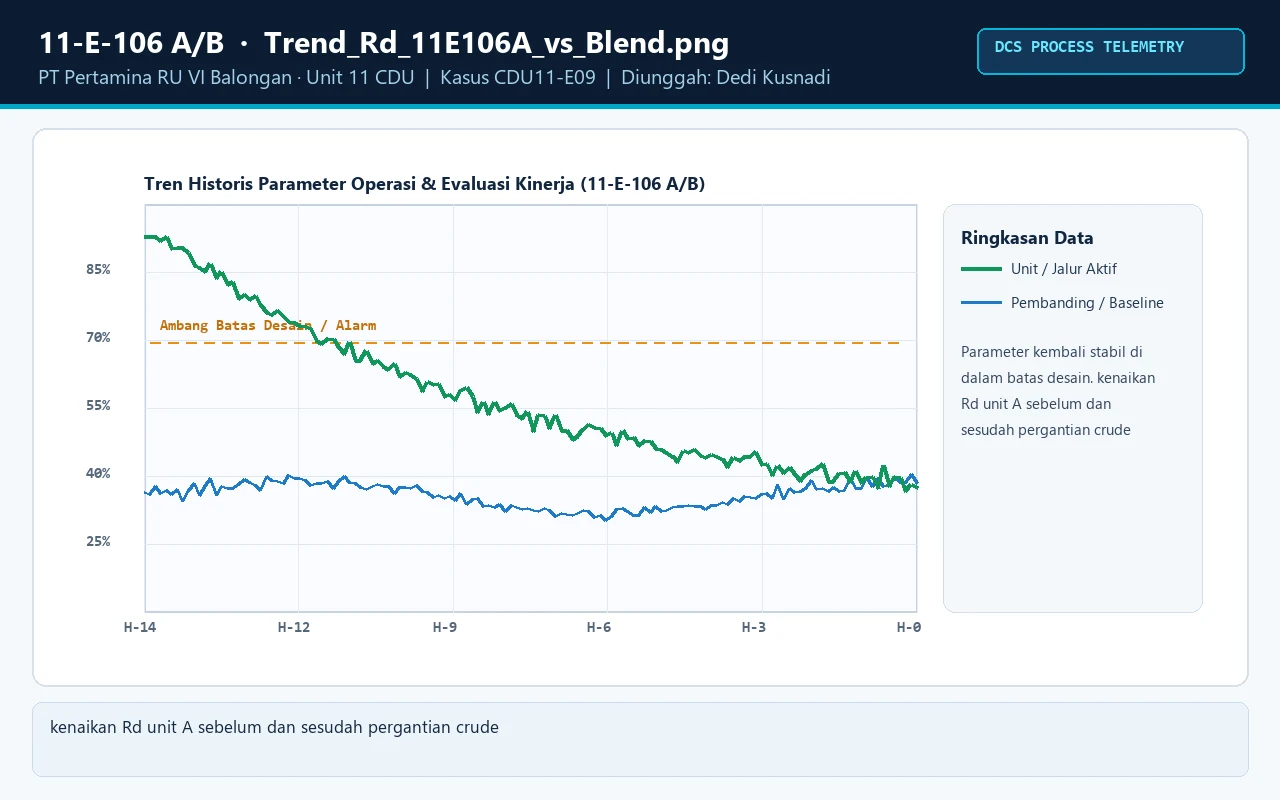 11-E-106 A/B · Trend_Rd_11E106A_vs_Blend.png
PT Pertamina RU VI Balongan · Unit 11 CDU | Kasus CDU11-E09 | Diunggah: Dedi Kusnadi
DCS PROCESS TELEMETRY
Tren Historis Parameter Operasi & Evaluasi Kinerja (11-E-106 A/B)
85%
70%
55%
40%
25%
Ambang Batas Desain / Alarm
H-14
H-12
H-9
H-6
H-3
H-0
Ringkasan Data
Unit / Jalur Aktif
Pembanding / Baseline
Parameter kembali stabil di
dalam batas desain. kenaikan
Rd unit A sebelum dan
sesudah pergantian crude
kenaikan Rd unit A sebelum dan sesudah pergantian crude